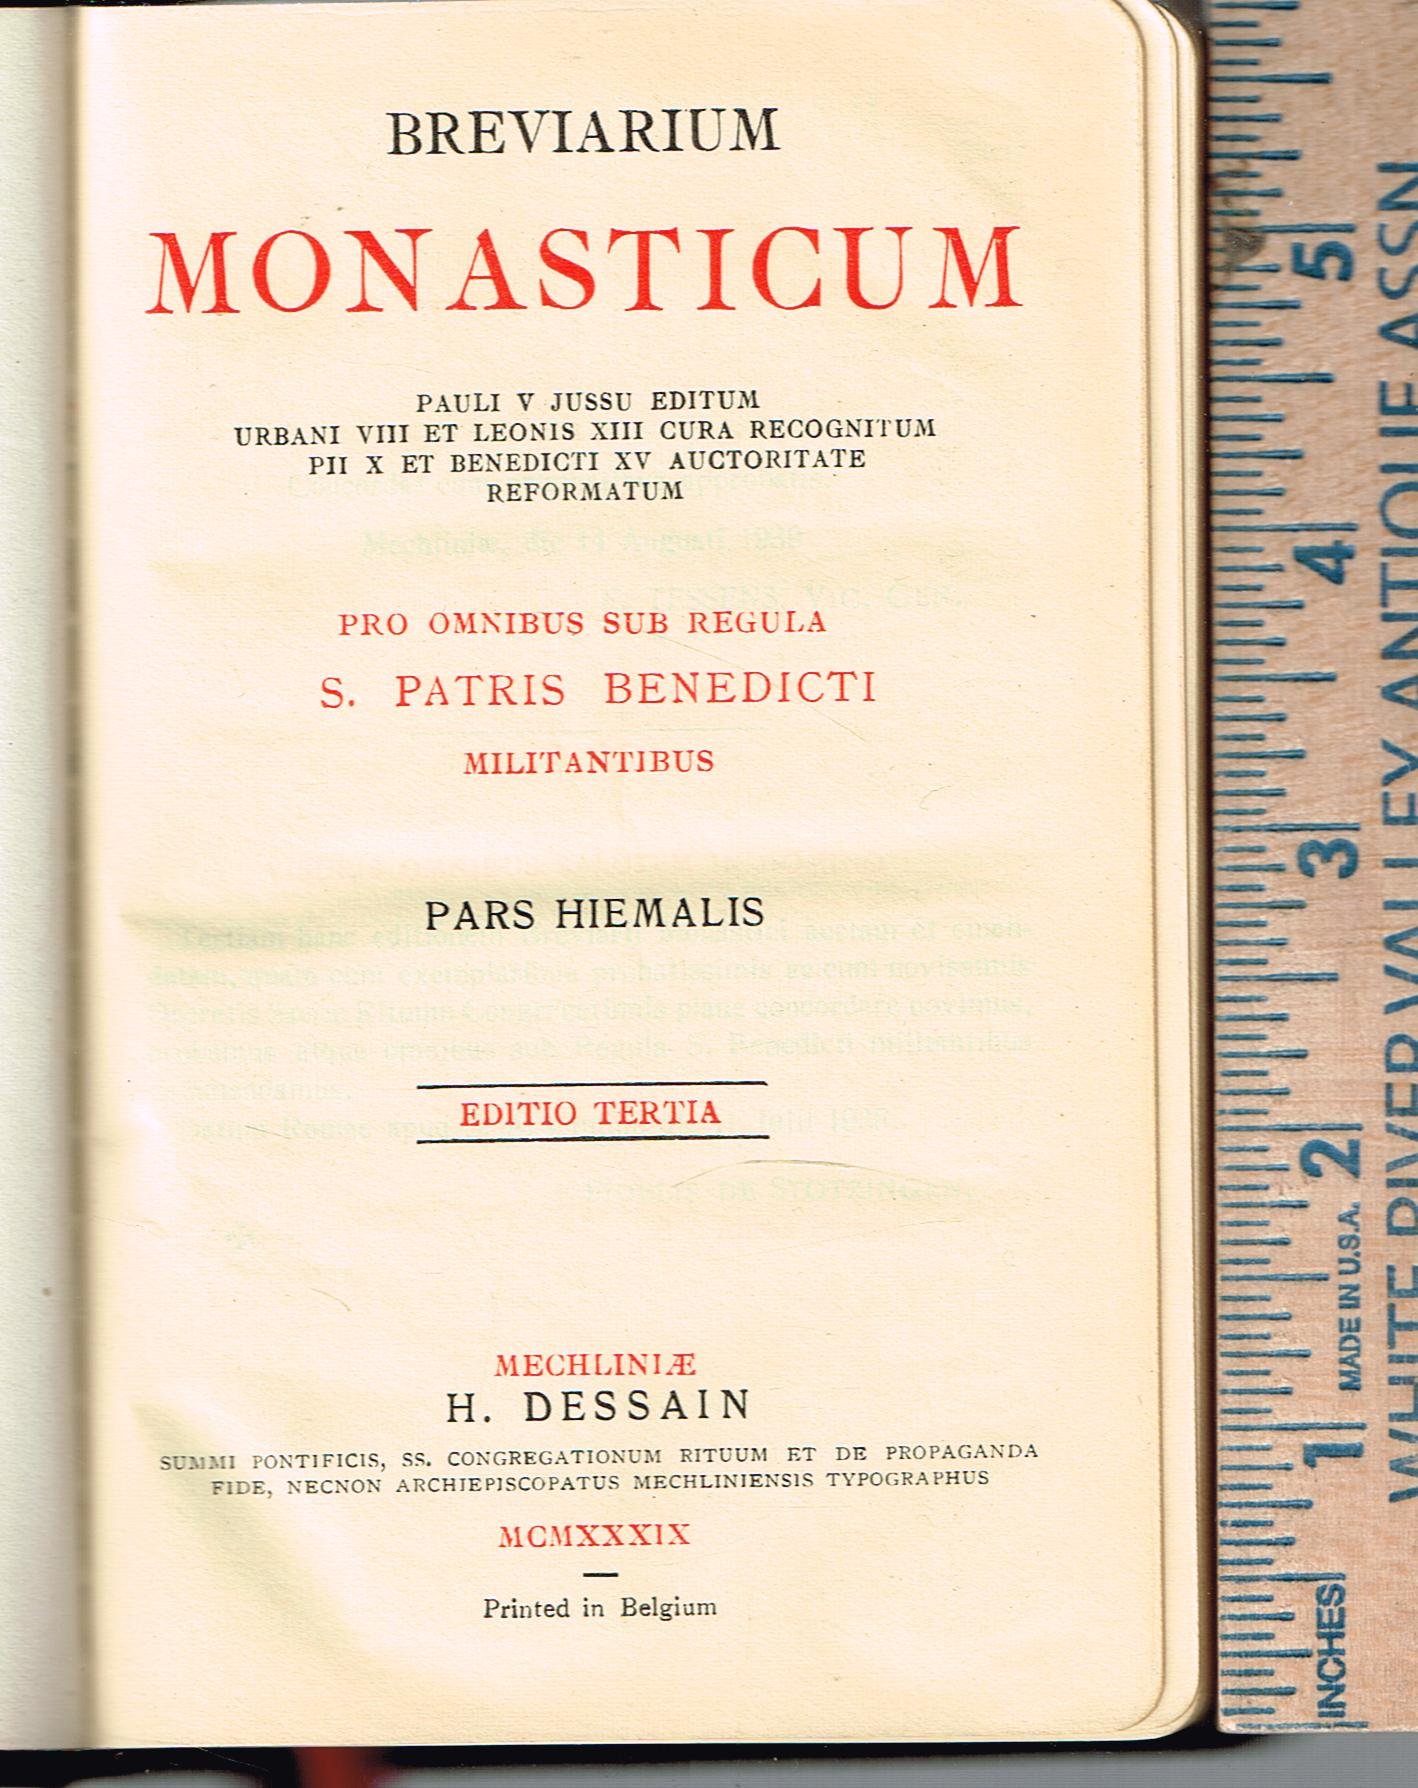 BREVIARIUM
MONASTICUM
PAULI V JUSSU EDITUM
URBANI VIII ET LEONIS XIII CURA RECOGNITUM
PII X ET BENEDICTI XV AUCTORITATE
REFORMATUM
PRO OMNIBUS SUB REGULA
S. PATRIS BENEDICTI
MILITANTIBUS
PARS HIEMALIS
EDITIO TERTIA
MECHLINIÆ
H. DESSAIN
SUMMI PONTIFICIS, SS. CONGREGATIONUM RITUUM ET DE PROPAGANDA
FIDE, NECNON ARCHIEPISCOPATUS MECHLINIENSIS TYPOGRAPHUS
MCMXXXIX
Printed in Belgium
INCHES 1 2 3 4 5
MADE IN U.S.A.
WHITE RIVER VALLEY ANTIQUE ASSN